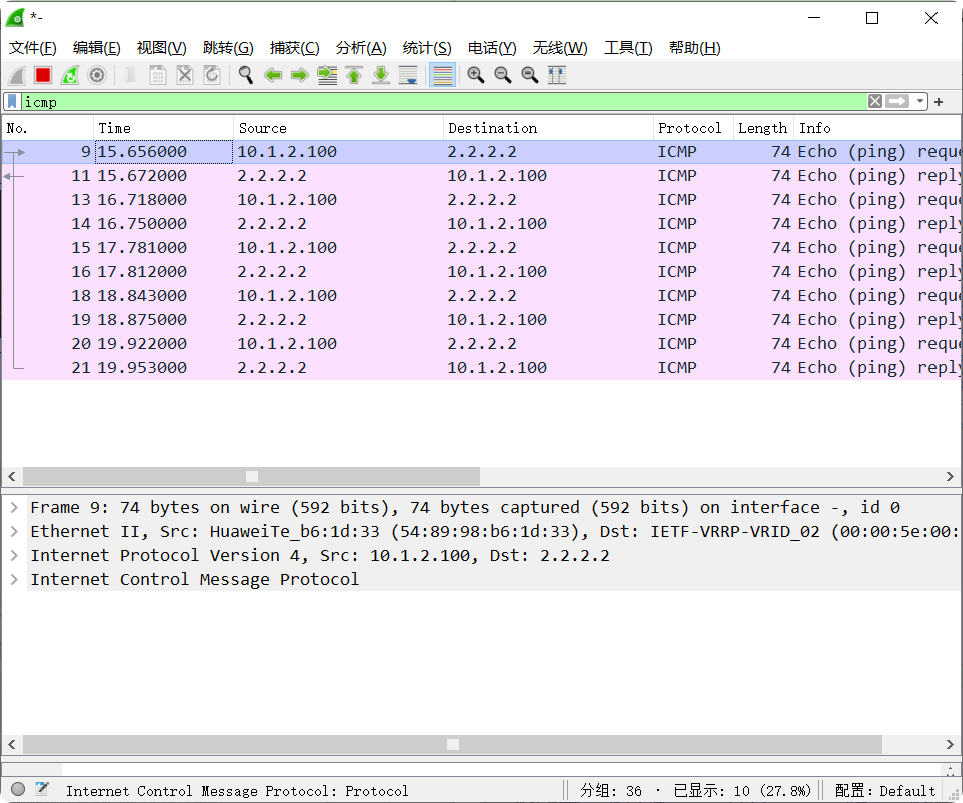 *-
文件(F) 编辑(E) 视图(V) 跳转(G) 捕获(C) 分析(A) 统计(S) 电话(Y) 无线(W) 工具(T) 帮助(H)
icmp
No. Time Source Destination Protocol Length Info
9 15.656000 10.1.2.100 2.2.2.2 ICMP 74 Echo (ping) reque
11 15.672000 2.2.2.2 10.1.2.100 ICMP 74 Echo (ping) reply
13 16.718000 10.1.2.100 2.2.2.2 ICMP 74 Echo (ping) reque
14 16.750000 2.2.2.2 10.1.2.100 ICMP 74 Echo (ping) reply
15 17.781000 10.1.2.100 2.2.2.2 ICMP 74 Echo (ping) reque
16 17.812000 2.2.2.2 10.1.2.100 ICMP 74 Echo (ping) reply
18 18.843000 10.1.2.100 2.2.2.2 ICMP 74 Echo (ping) reque
19 18.875000 2.2.2.2 10.1.2.100 ICMP 74 Echo (ping) reply
20 19.922000 10.1.2.100 2.2.2.2 ICMP 74 Echo (ping) reque
21 19.953000 2.2.2.2 10.1.2.100 ICMP 74 Echo (ping) reply
Frame 9: 74 bytes on wire (592 bits), 74 bytes captured (592 bits) on interface -, id 0
Ethernet II, Src: HuaweiTe_b6:1d:33 (54:89:98:b6:1d:33), Dst: IETF-VRRP-VRID_02 (00:00:5e:00:
Internet Protocol Version 4, Src: 10.1.2.100, Dst: 2.2.2.2
Internet Control Message Protocol
Internet Control Message Protocol: Protocol 分组: 36 · 已显示: 10 (27.8%) 配置: Default